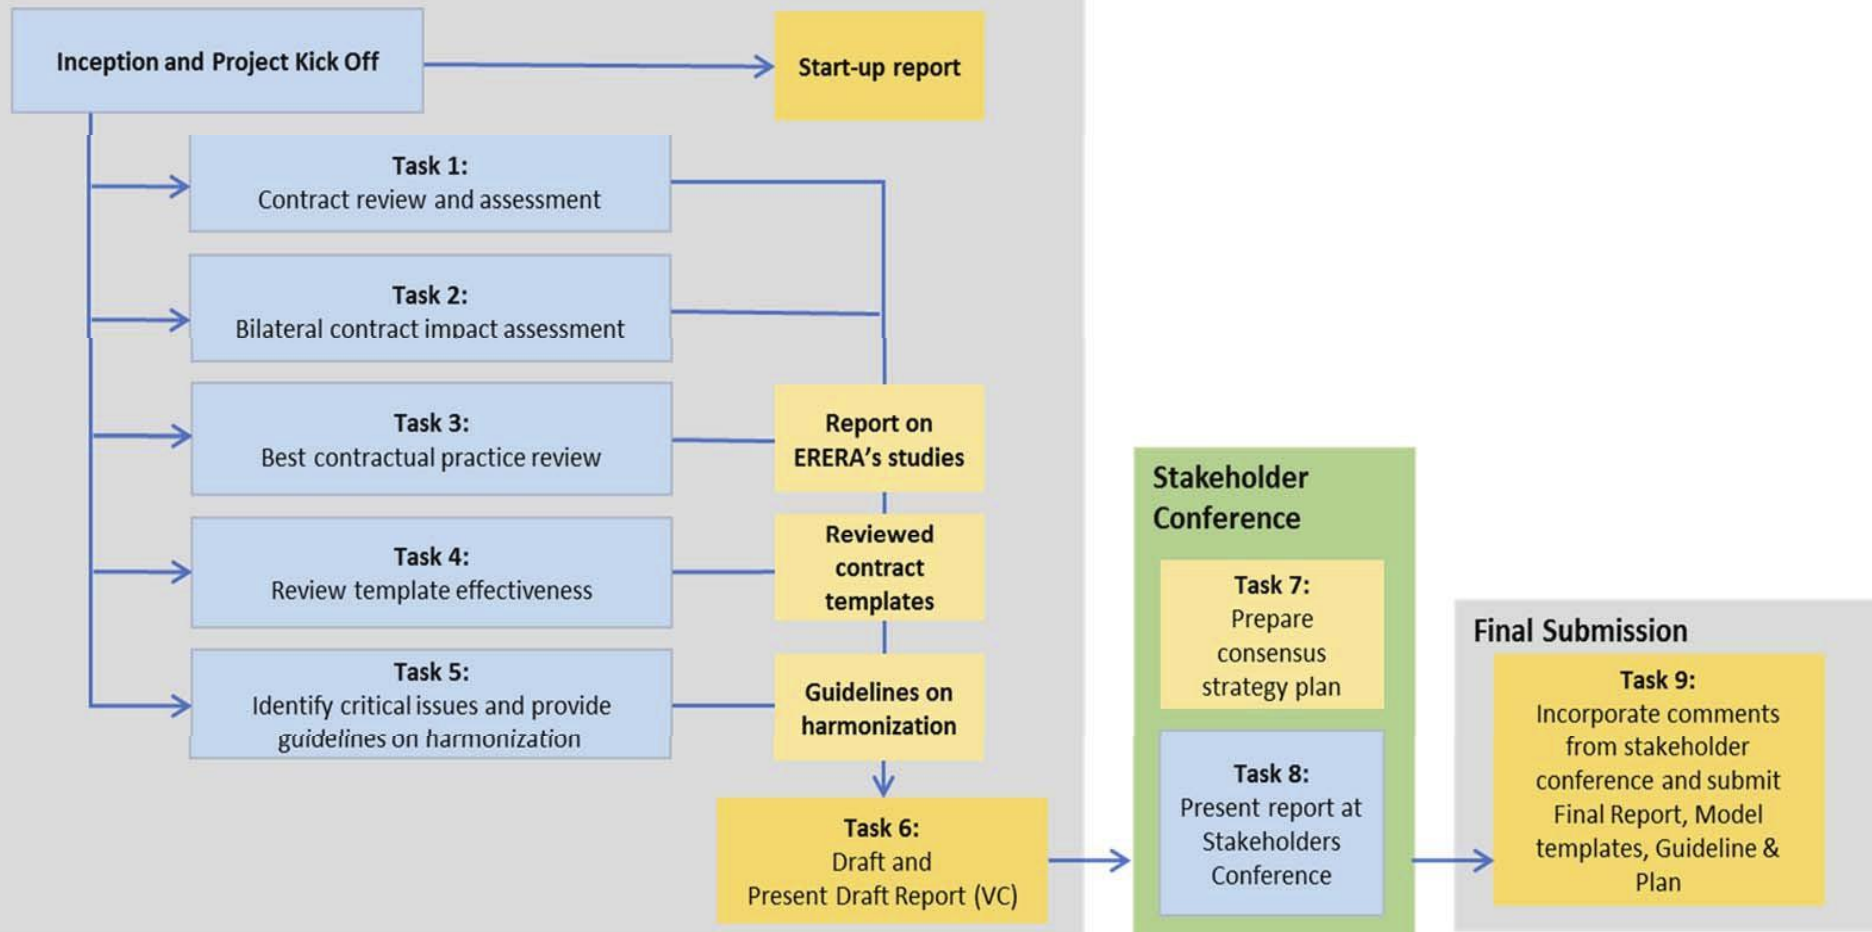 Inception and Project Kick Off
Start-up report
Task 1:
Contract review and assessment
Task 2:
Bilateral contract impact assessment
Task 3:
Best contractual practice review
Report on
ERERA's studies
Task 4:
Review template effectiveness
Reviewed
contract
templates
Task 5:
Identify critical issues and provide
guidelines on harmonization
Guidelines on
harmonization
Task 6:
Draft and
Present Draft Report (VC)
Stakeholder
Conference
Task 7:
Prepare
consensus
strategy plan
Task 8:
Present report at
Stakeholders
Conference
Final Submission
Task 9:
Incorporate comments
from stakeholder
conference and submit
Final Report, Model
templates, Guideline &
Plan